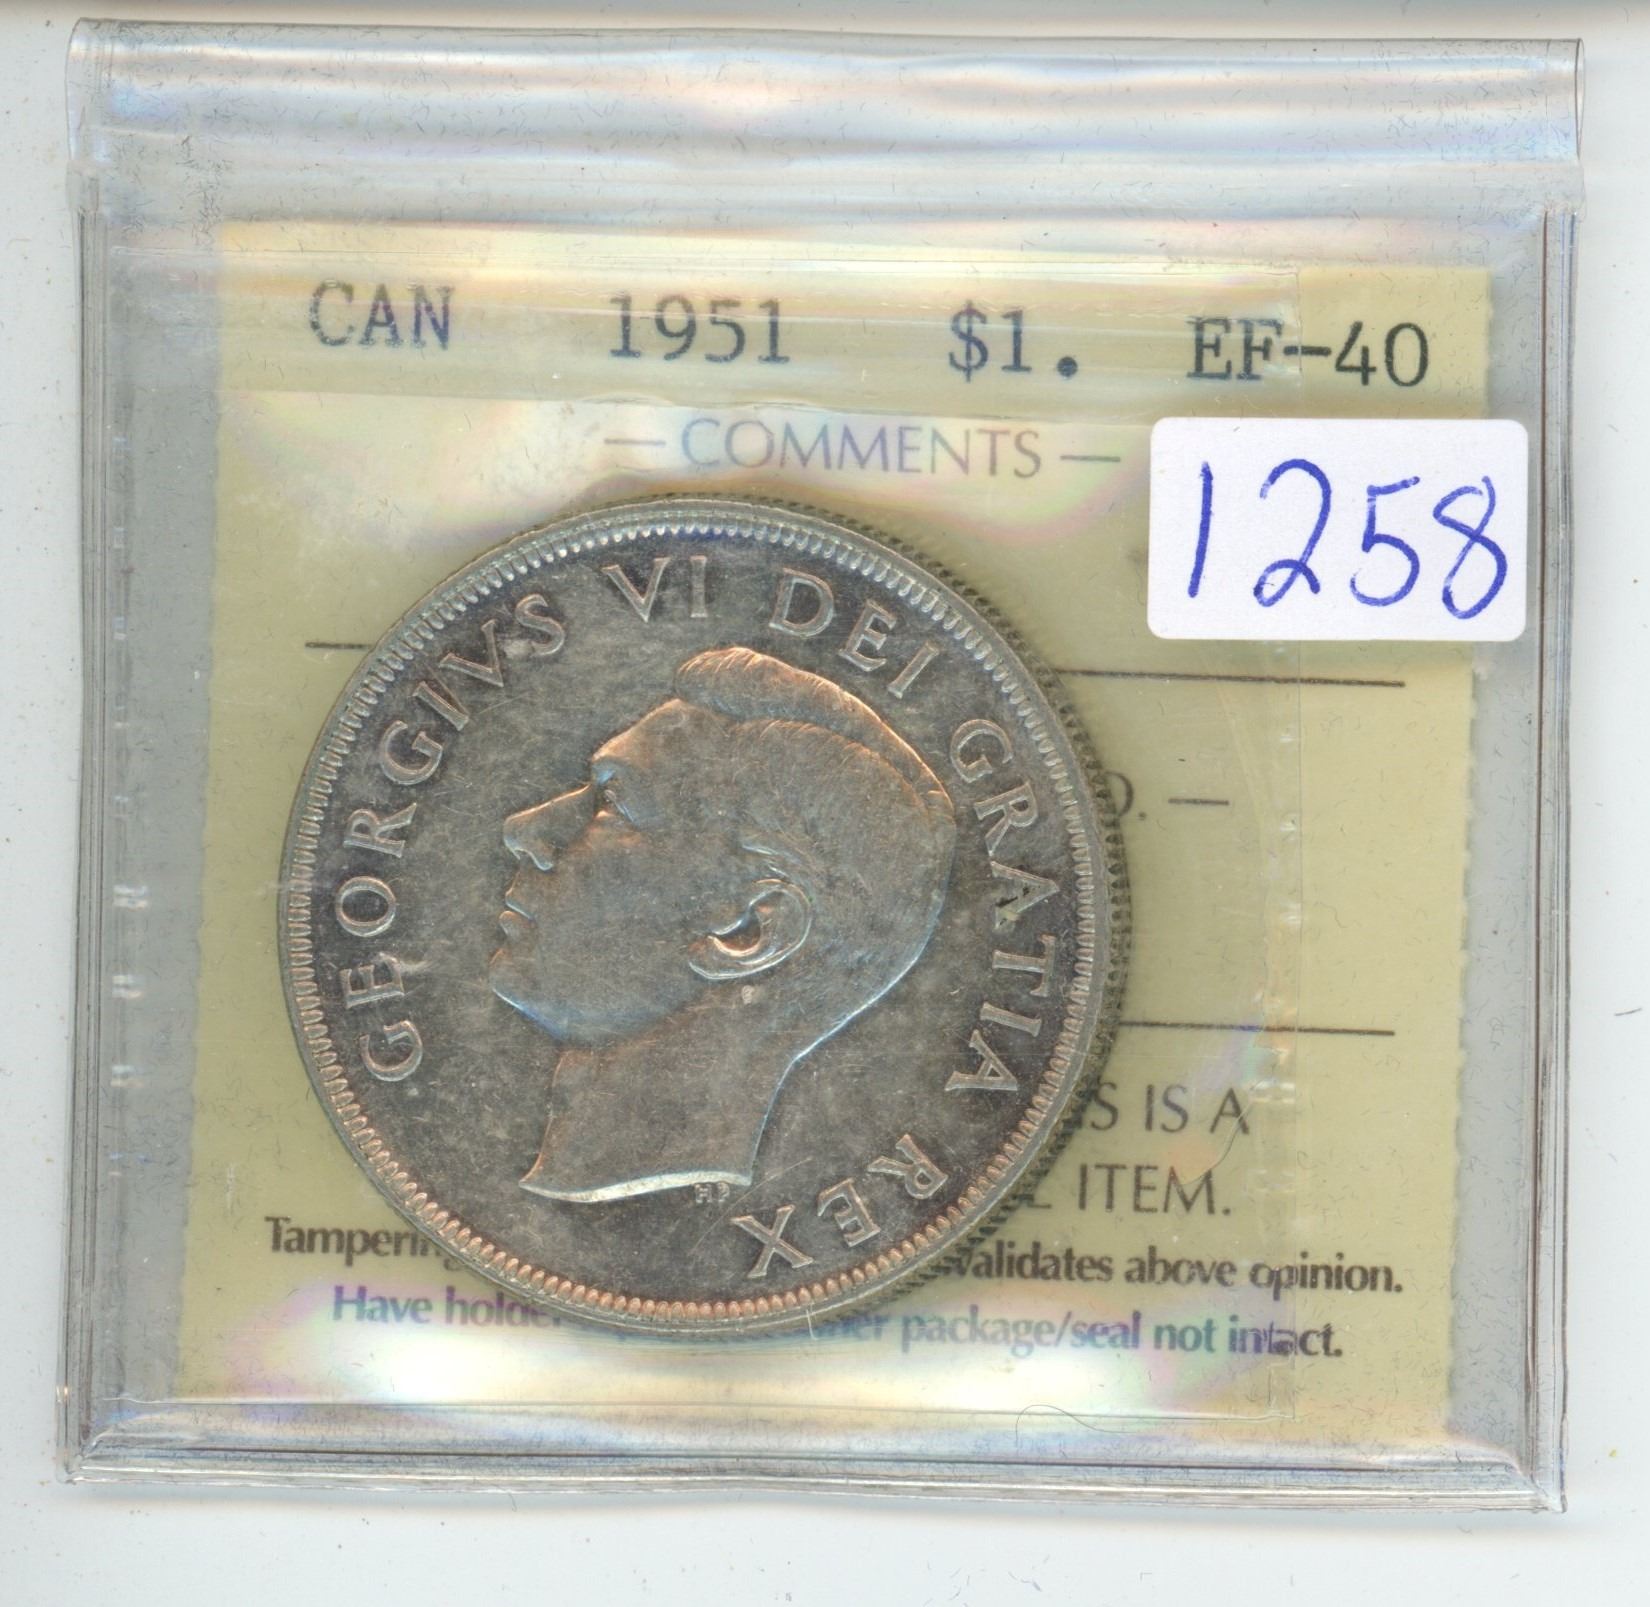 CAN 1951 $1. EF-40
— COMMENTS —
1258
GEORGIVS VI DEI GRATIA REX
HP
. —
S IS A
ITEM.
Tampering validates above opinion.
Have holder package/seal not intact.